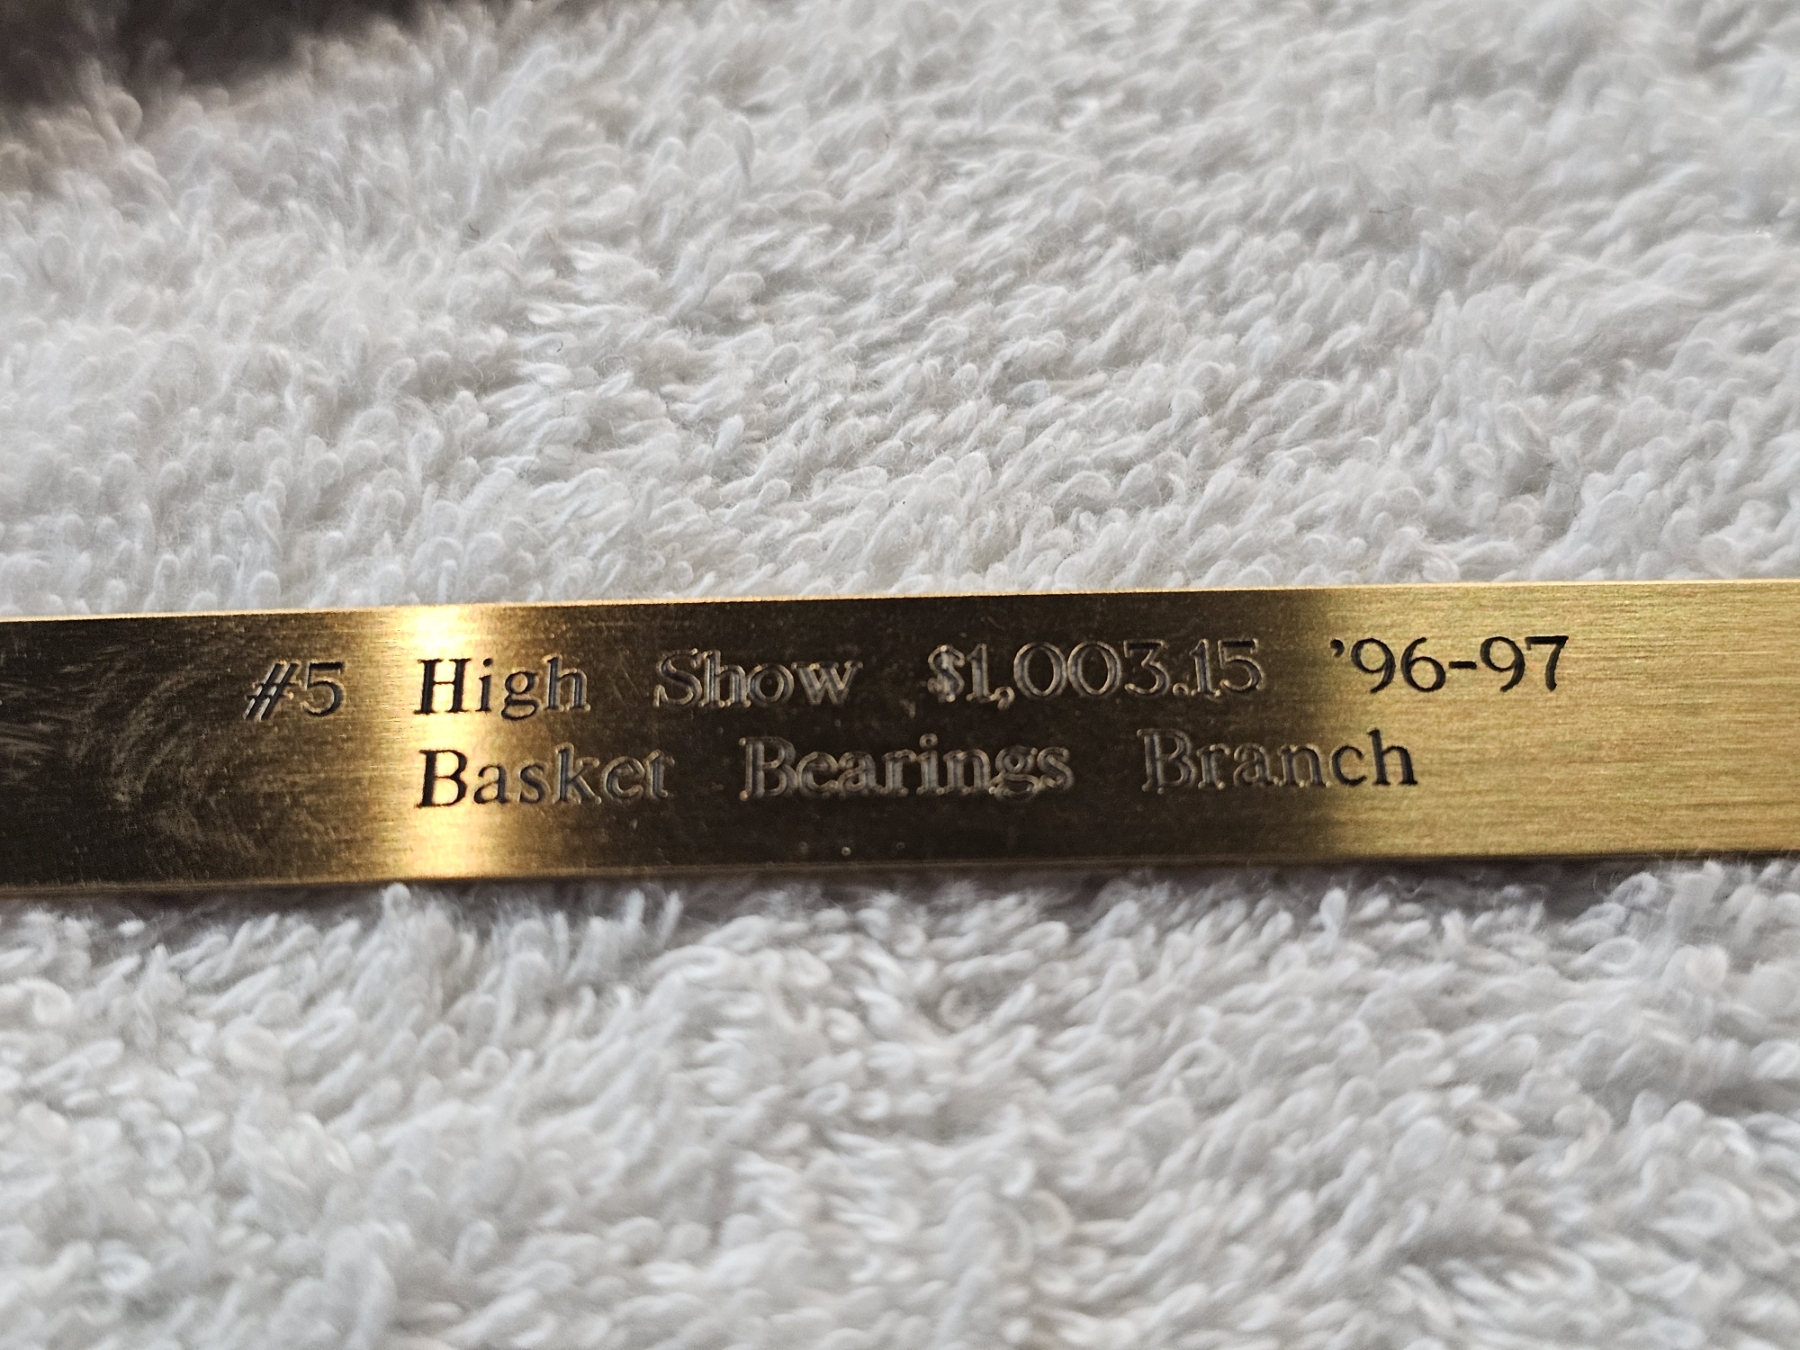 #5 High Show $1,003.15 '96-97
Basket Bearings Branch